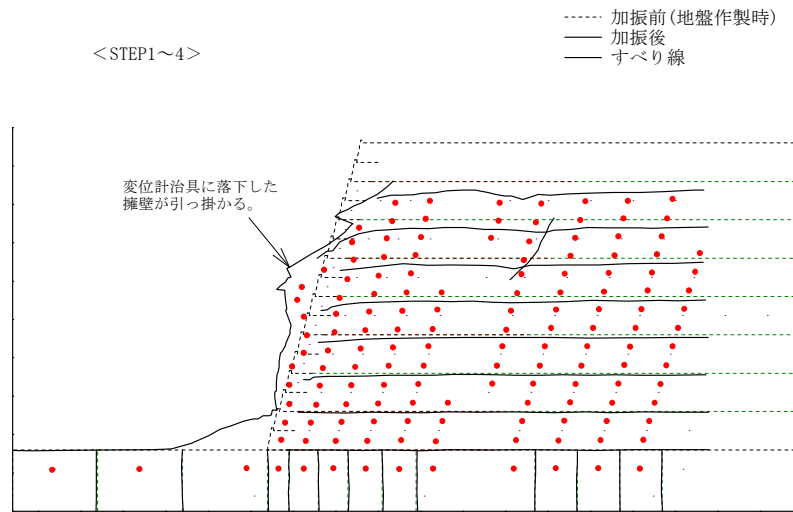 加振前(地盤作製時)
加振後
すべり線
＜STEP1～4＞
変位計治具に落下した
擁壁が引っ掛かる。